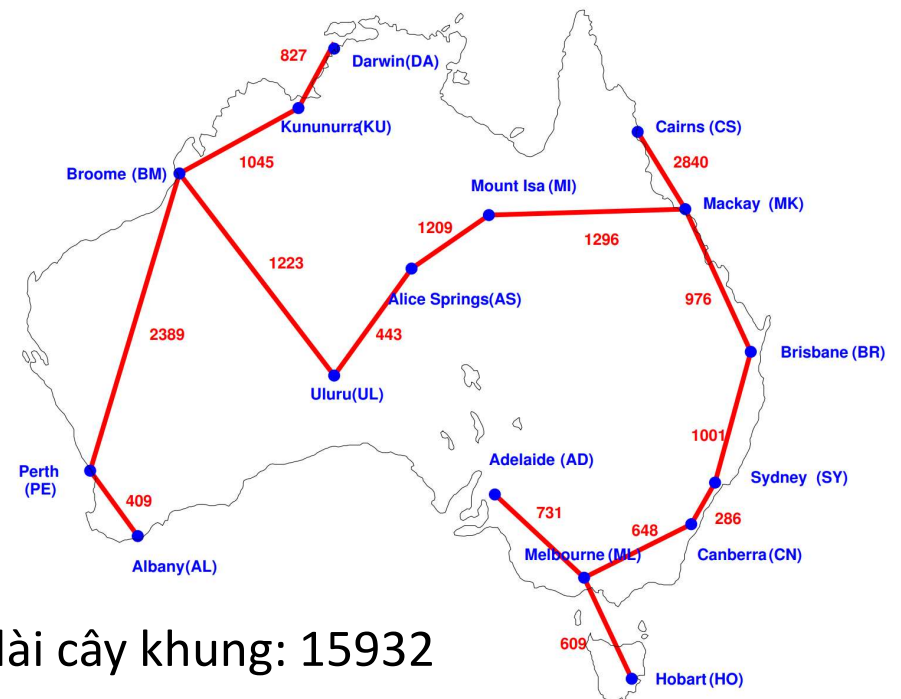 827
Darwin(DA)
Kununurra(KU)
1045
Broome (BM)
Cairns (CS)
2840
Mount Isa (MI)
Mackay (MK)
1209
1296
1223
Alice Springs(AS)
976
2389
443
Brisbane (BR)
Uluru(UL)
1001
Adelaide (AD)
Perth
(PE)
Sydney (SY)
409
731
286
648
Melbourne (ML)
Canberra(CN)
Albany(AL)
609
lài cây khung: 15932
Hobart(HO)